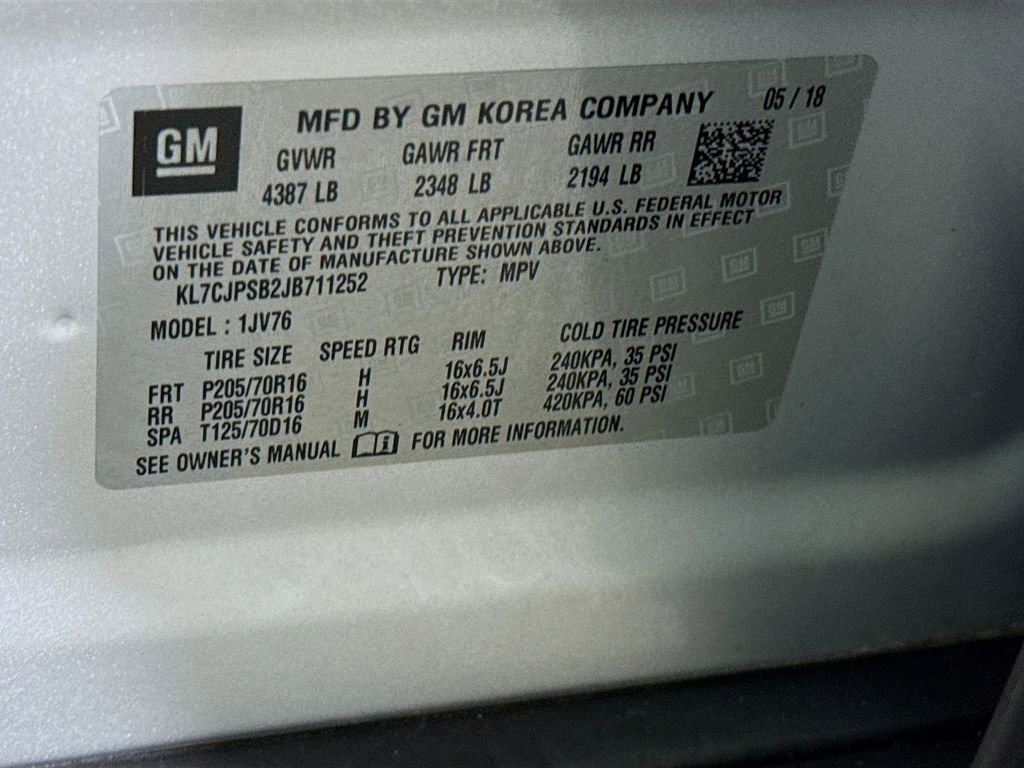 GM
MFD BY GM KOREA COMPANY 05 / 18
GVWR GAWR FRT GAWR RR
4387 LB 2348 LB 2194 LB
THIS VEHICLE CONFORMS TO ALL APPLICABLE U.S. FEDERAL MOTOR
VEHICLE SAFETY AND THEFT PREVENTION STANDARDS IN EFFECT
ON THE DATE OF MANUFACTURE SHOWN ABOVE.
KL7CJPSB2JB711252 TYPE: MPV
MODEL : 1JV76
TIRE SIZE SPEED RTG RIM COLD TIRE PRESSURE
FRT P205/70R16 H 16x6.5J 240KPA, 35 PSI
RR P205/70R16 H 16x6.5J 240KPA, 35 PSI
SPA T125/70D16 M 16x4.0T 420KPA, 60 PSI
SEE OWNER'S MANUAL i FOR MORE INFORMATION.